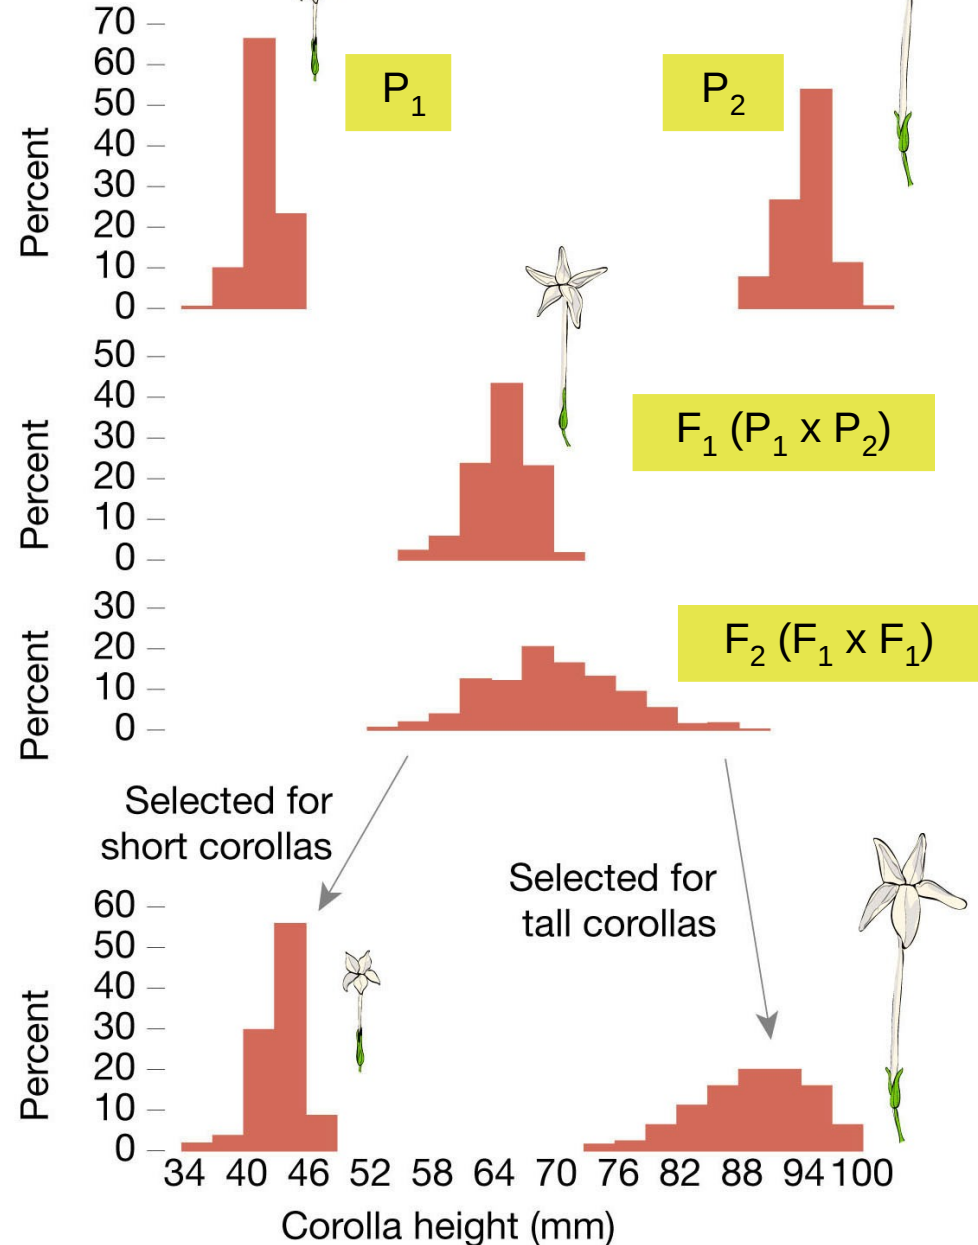 70
60
50
40
30
20
10
0
Percent
P1
P2
50
40
30
20
10
0
Percent
F1 (P1 x P2)
30
20
10
0
Percent
F2 (F1 x F1)
Selected for
short corollas
Selected for
tall corollas
60
50
40
30
20
10
0
Percent
34 40 46 52 58 64 70 76 82 88 94 100
Corolla height (mm)